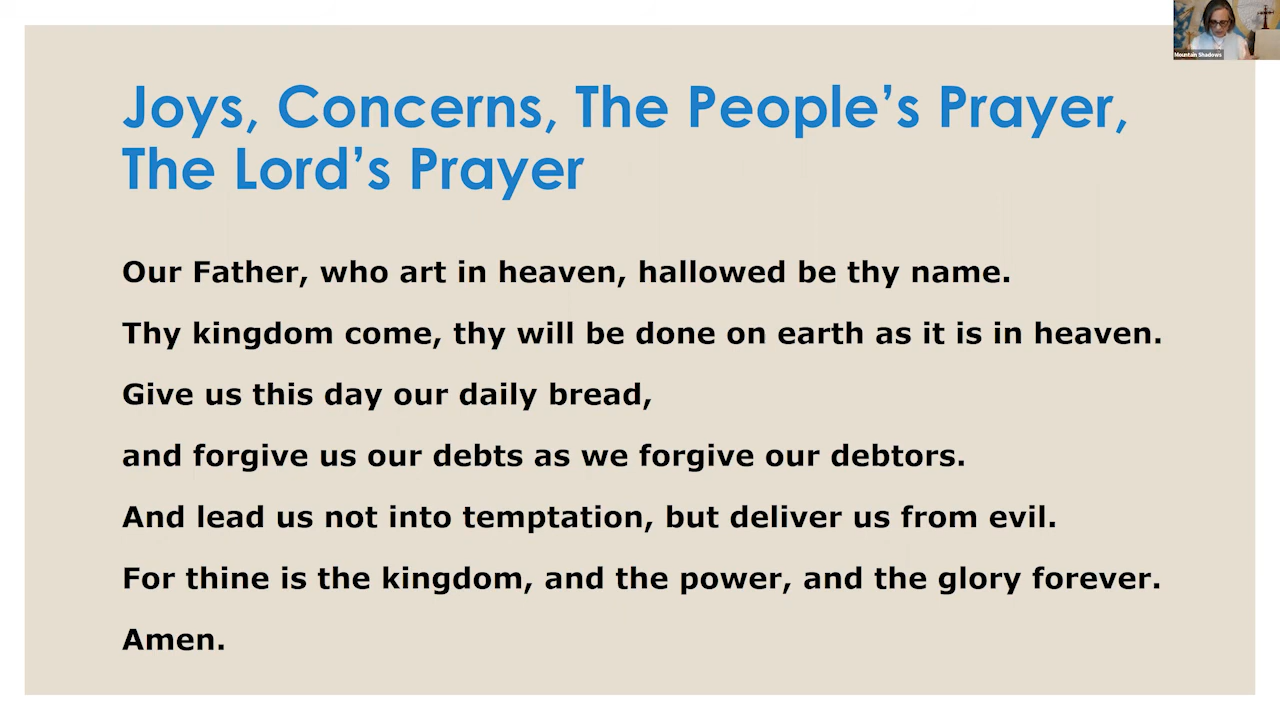 Mountain Shadows
Joys, Concerns, The People’s Prayer,
The Lord’s Prayer
Our Father, who art in heaven, hallowed be thy name.
Thy kingdom come, thy will be done on earth as it is in heaven.
Give us this day our daily bread,
and forgive us our debts as we forgive our debtors.
And lead us not into temptation, but deliver us from evil.
For thine is the kingdom, and the power, and the glory forever.
Amen.